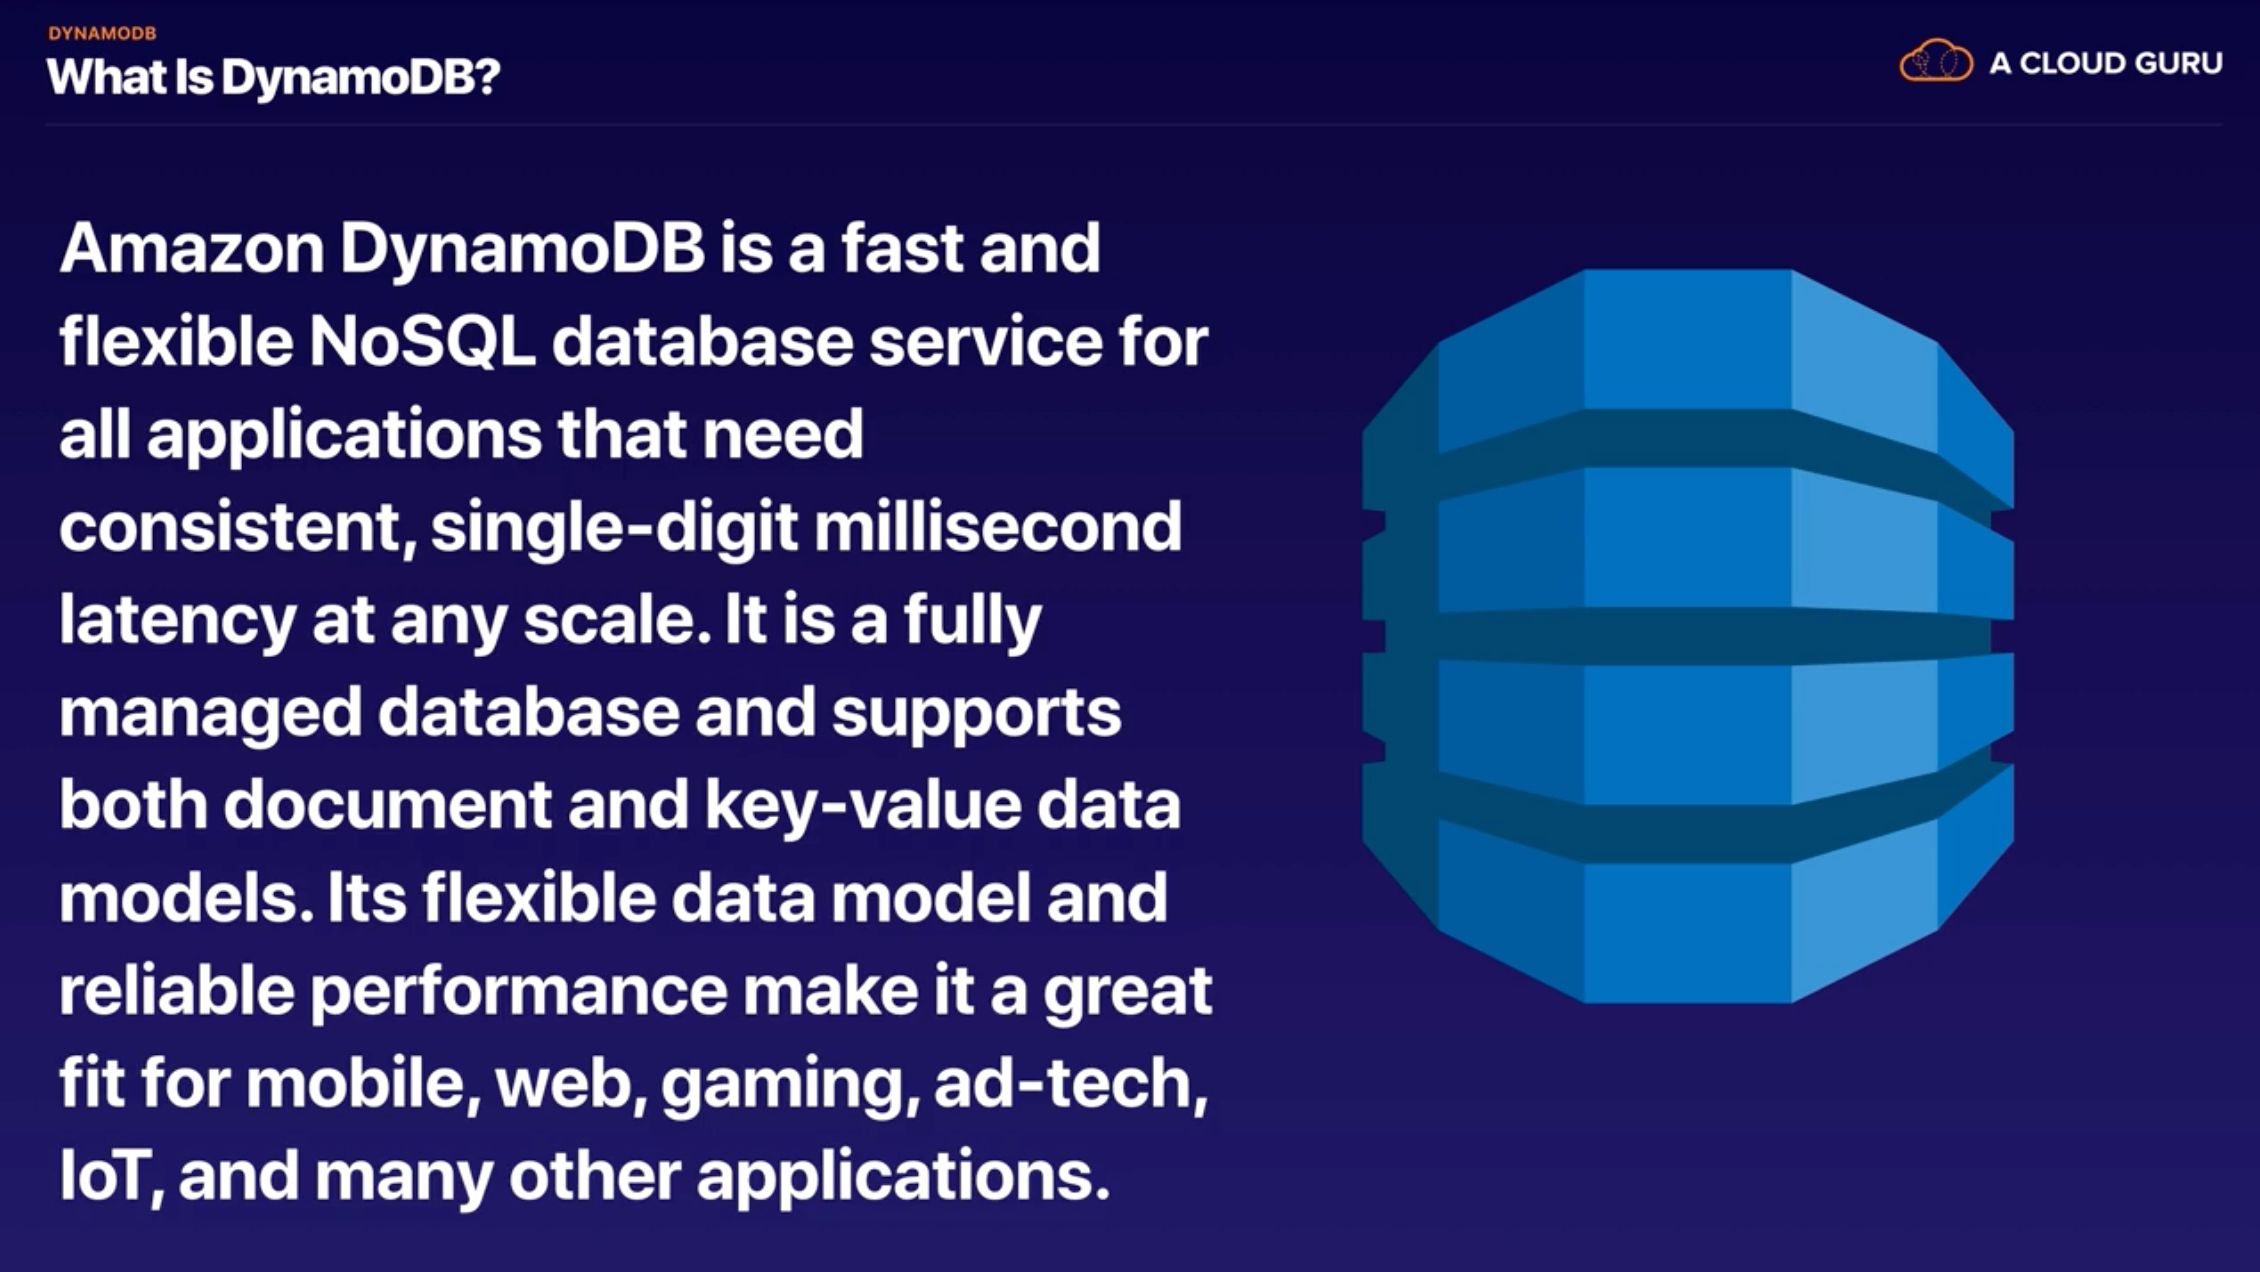 DYNAMODB
What Is DynamoDB?
A CLOUD GURU
Amazon DynamoDB is a fast and
flexible NoSQL database service for
all applications that need
consistent, single-digit millisecond
latency at any scale. It is a fully
managed database and supports
both document and key-value data
models. Its flexible data model and
reliable performance make it a great
fit for mobile, web, gaming, ad-tech,
IoT, and many other applications.